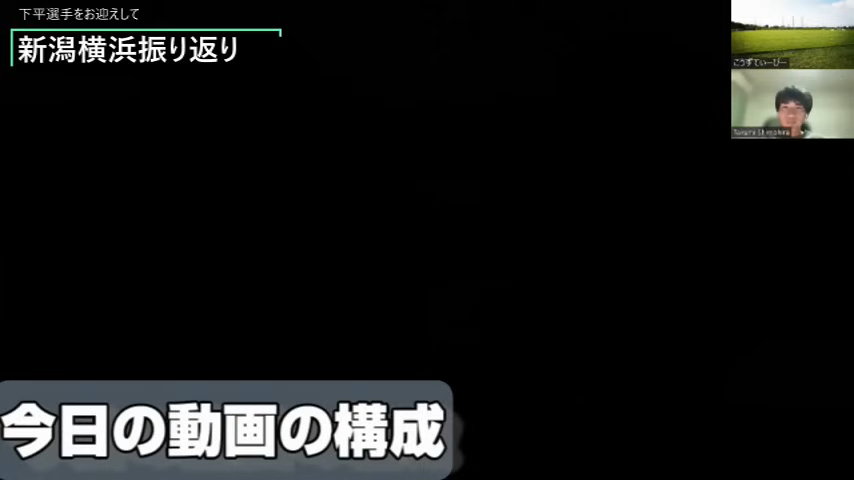 下平選手をお迎えして
新潟横浜振り返り
こうずてぃーびー
今日の動画の構成